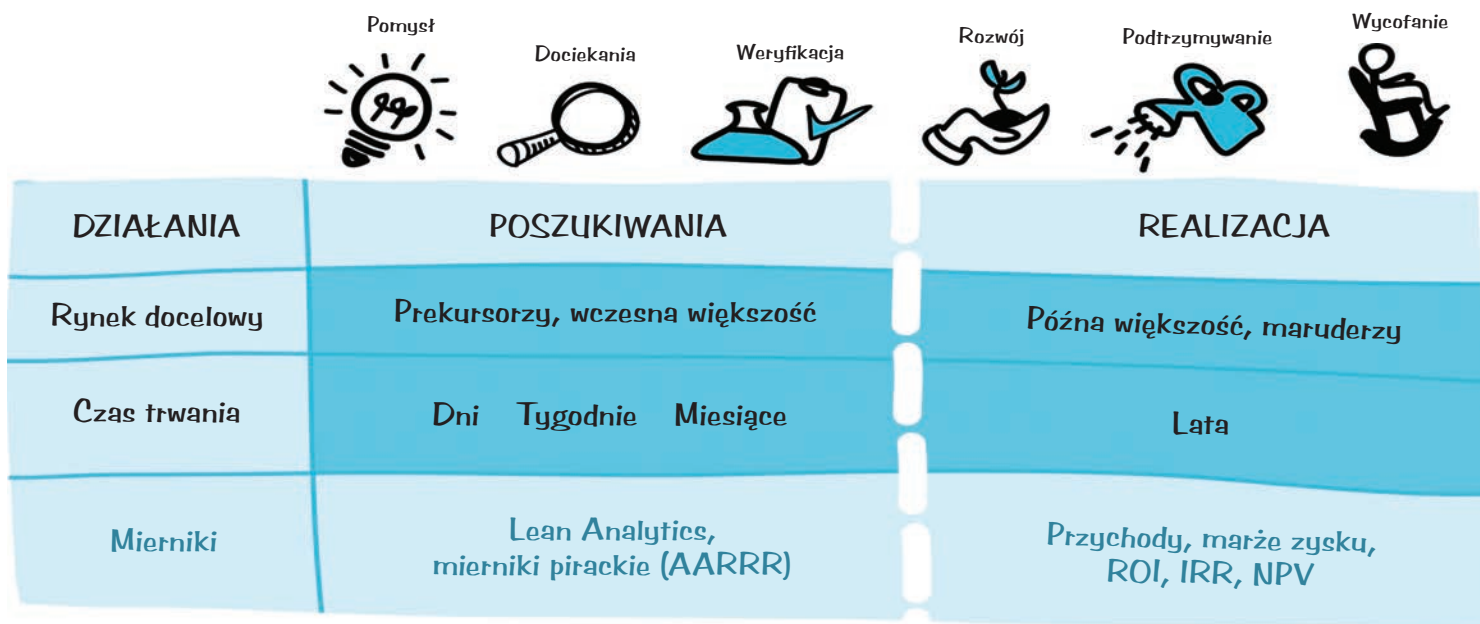 Pomysł
Dociekania
Weryfikacja
Rozwój
Podtrzymywanie
Wycofanie
DZIAŁANIA
POSZUKIWANIA
REALIZACJA
Rynek docelowy
Prekursorzy, wczesna większość
Późna większość, maruderzy
Czas trwania
Dni Tygodnie Miesiące
Lata
Mierniki
Lean Analytics,
mierniki pirackie (AARRR)
Przychody, marże zysku,
ROI, IRR, NPV